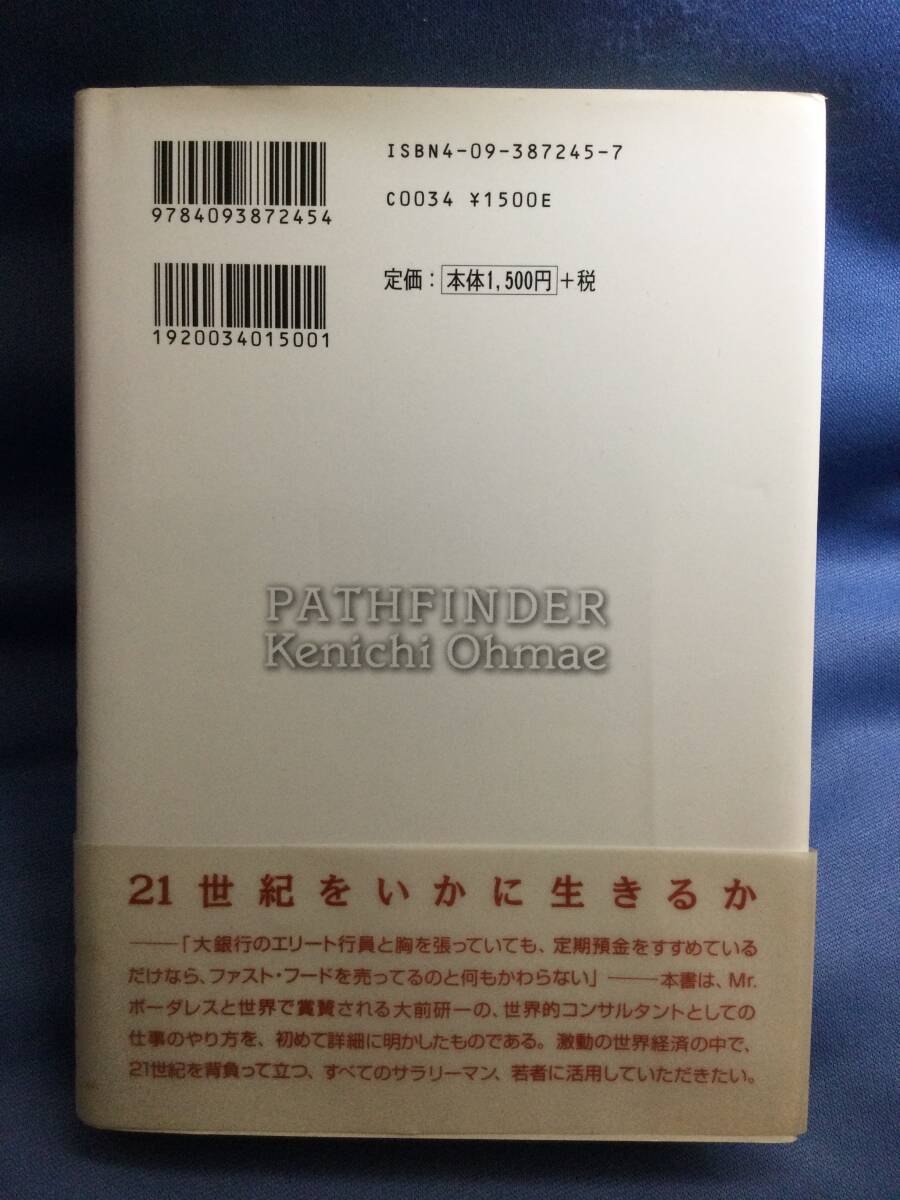 ISBN4-09-387245-7
9784093872454
C0034 ¥1500E
定価：本体1,500円+税
1920034015001
PATHFINDER
Kenichi Ohmae
21世紀をいかに生きるか
――「大銀行のエリート行員と胸を張っていても、定期預金をすすめている
だけなら、ファスト・フードを売ってるのと何もかわらない」――本書は、Mr.
ボーダレスと世界で賞賛される大前研一の、世界的コンサルタントとしての
仕事のやり方を、初めて詳細に明かしたものである。激動の世界経済の中で、
21世紀を背負って立つ、すべてのサラリーマン、若者に活用していただきたい。